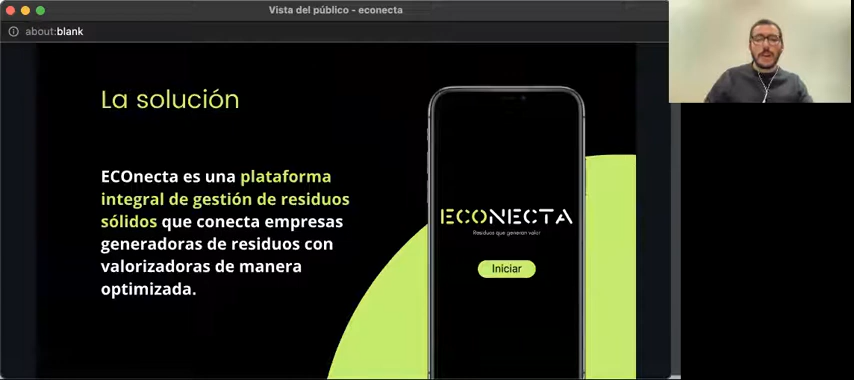 Vista del público - econecta
about:blank
La solución
ECOnecta es una plataforma
integral de gestión de residuos
sólidos que conecta empresas
generadoras de residuos con
valorizadoras de manera
optimizada.
ECONECTA
Residuos que generan valor
Iniciar